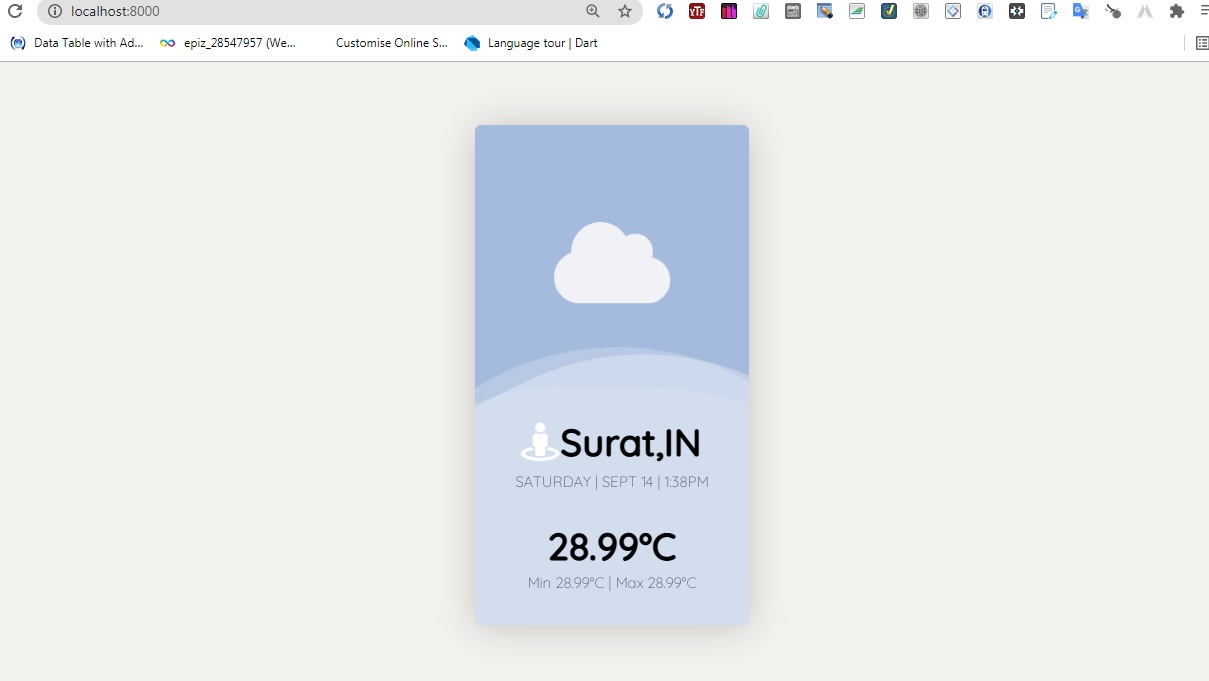 localhost:8000
Data Table with Ad... epiz_28547957 (We... Customise Online S... Language tour | Dart
Surat,IN
SATURDAY | SEPT 14 | 1:38PM
28.99°C
Min 28.99°C | Max 28.99°C